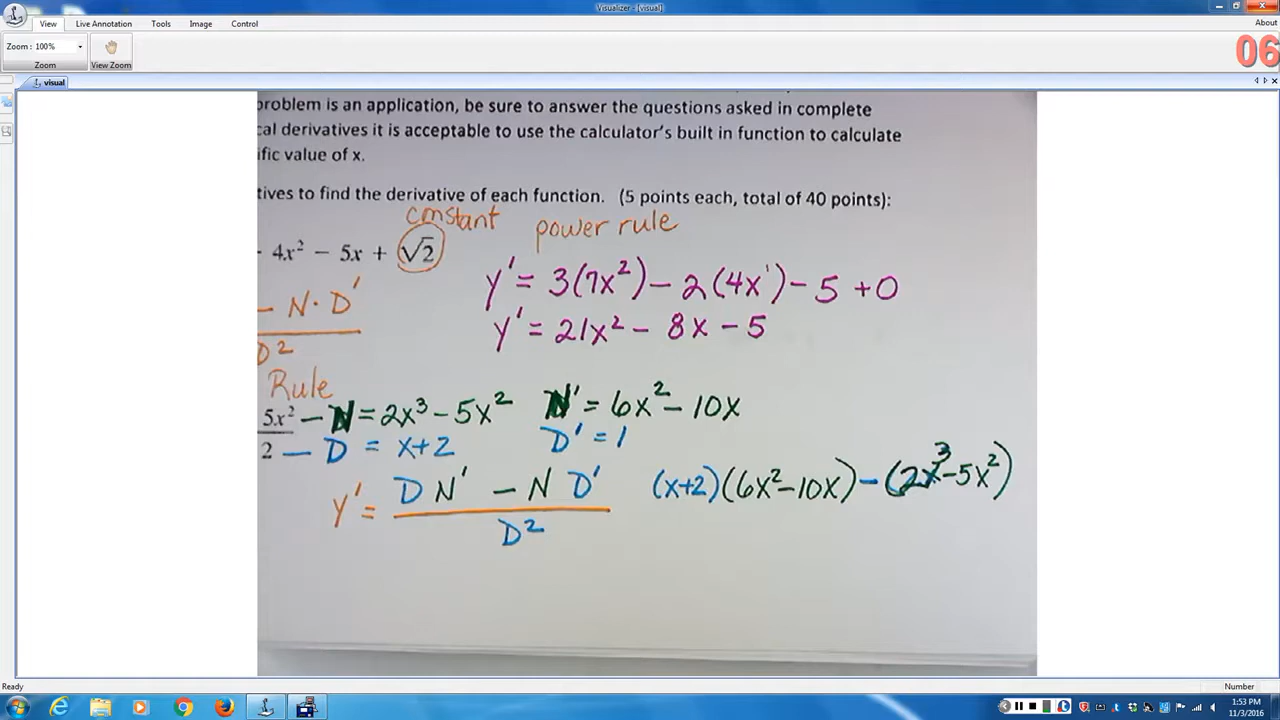 Visualizer - [visual]
View Live Annotation Tools Image Control About
Zoom : 100%
Zoom View Zoom
06
visual
problem is an application, be sure to answer the questions asked in complete
cal derivatives it is acceptable to use the calculator's built in function to calculate
ific value of x.
tives to find the derivative of each function. (5 points each, total of 40 points):
constant power rule
- 4x² − 5x + √2
y' = 3(7x²) − 2(4x¹) − 5 + 0
− N · D'
D²
y' = 21x² − 8x − 5
Rule
5x² − N = 2x³ − 5x² N' = 6x² − 10x
2 − D = x+2 D' = 1
y' = D N' − N D' (x+2)(6x²−10x) − (2x³−5x²)
D²
Ready Number
1:53 PM
11/3/2016